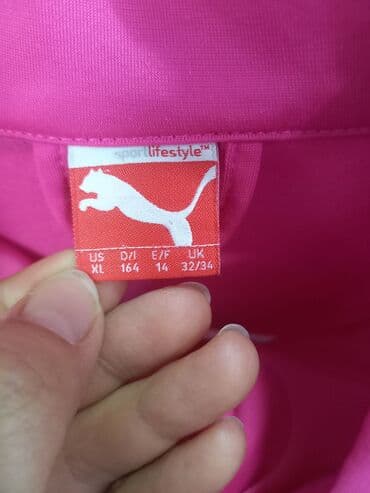 sportlifestyle™
US D/I E/F UK
XL 164 14 32/34